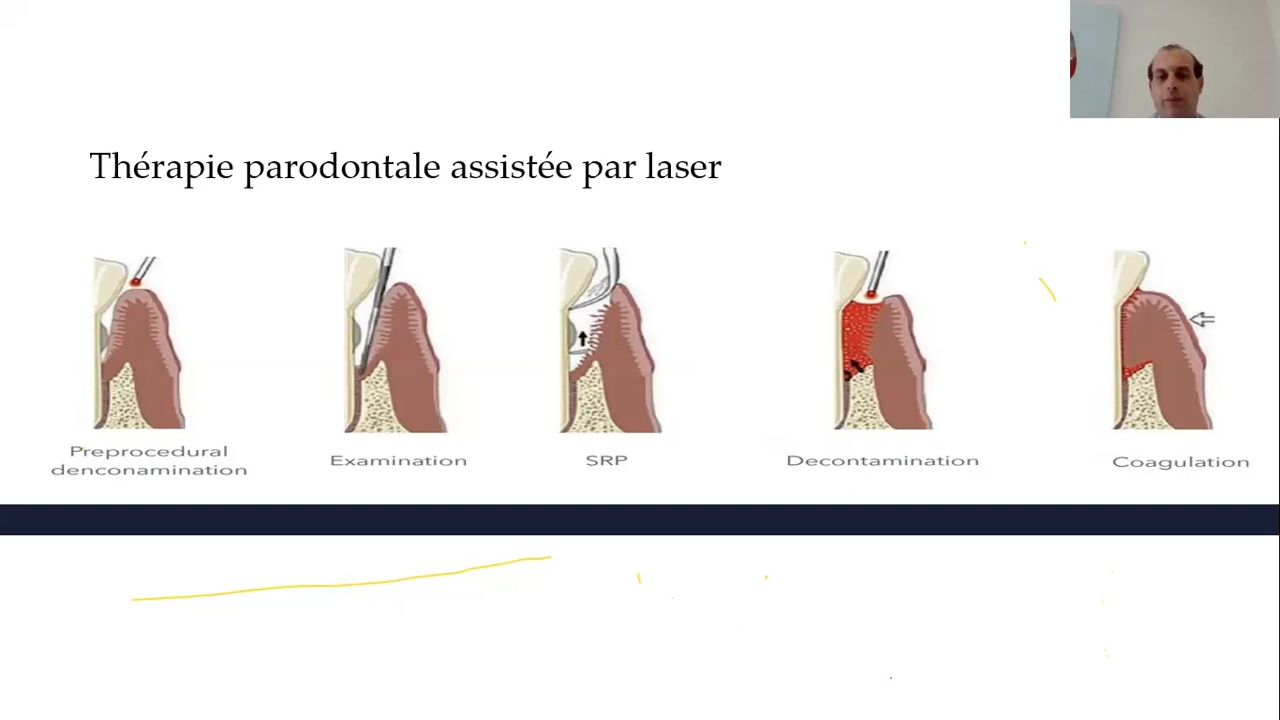 Thérapie parodontale assistée par laser
Preprocedural
denconamination
Examination
SRP
Decontamination
Coagulation